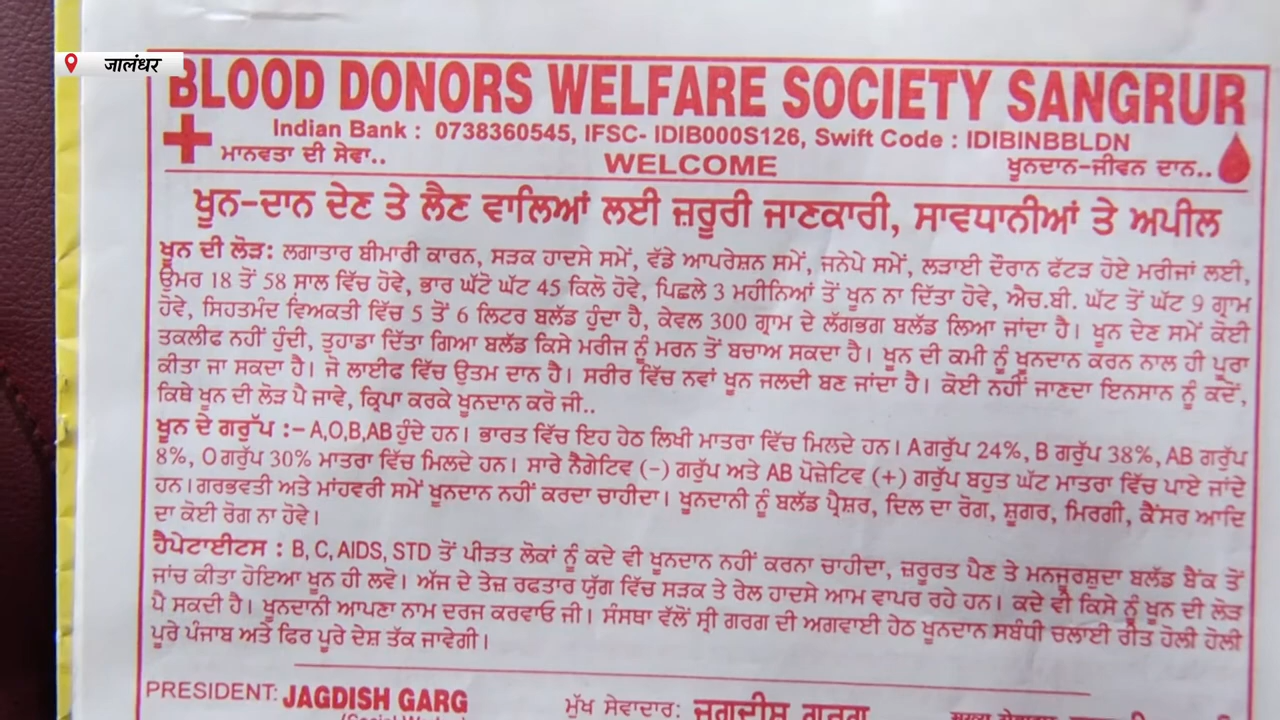 जालंधर
BLOOD DONORS WELFARE SOCIETY SANGRUR
Indian Bank : 0738360545, IFSC- IDIB000S126, Swift Code : IDIBINBBLDN
ਮਾਨਵਤਾ ਦੀ ਸੇਵਾ.. WELCOME ਖੂਨਦਾਨ-ਜੀਵਨ ਦਾਨ..
ਖੂਨ-ਦਾਨ ਦੇਣ ਤੇ ਲੈਣ ਵਾਲਿਆਂ ਲਈ ਜ਼ਰੂਰੀ ਜਾਣਕਾਰੀ, ਸਾਵਧਾਨੀਆਂ ਤੇ ਅਪੀਲ
ਖੂਨ ਦੀ ਲੋੜ: ਲਗਾਤਾਰ ਬੀਮਾਰੀ ਕਾਰਨ, ਸੜਕ ਹਾਦਸੇ ਸਮੇਂ, ਵੱਡੇ ਆਪਰੇਸ਼ਨ ਸਮੇਂ, ਜਨੇਪੇ ਸਮੇਂ, ਲੜਾਈ ਦੌਰਾਨ ਫੱਟੜ ਹੋਏ ਮਰੀਜਾਂ ਲਈ,
ਉਮਰ 18 ਤੋਂ 58 ਸਾਲ ਵਿੱਚ ਹੋਵੇ, ਭਾਰ ਘੱਟੋ ਘੱਟ 45 ਕਿਲੋ ਹੋਵੇ, ਪਿਛਲੇ 3 ਮਹੀਨਿਆਂ ਤੋਂ ਖੂਨ ਨਾ ਦਿੱਤਾ ਹੋਵੇ, ਐਚ.ਬੀ. ਘੱਟ ਤੋਂ ਘੱਟ 9 ਗ੍ਰਾਮ
ਹੋਵੇ, ਸਿਹਤਮੰਦ ਵਿਅਕਤੀ ਵਿੱਚ 5 ਤੋਂ 6 ਲਿਟਰ ਬਲੱਡ ਹੁੰਦਾ ਹੈ, ਕੇਵਲ 300 ਗ੍ਰਾਮ ਦੇ ਲੱਗਭਗ ਬਲੱਡ ਲਿਆ ਜਾਂਦਾ ਹੈ। ਖੂਨ ਦੇਣ ਸਮੇਂ ਕੋਈ
ਤਕਲੀਫ ਨਹੀਂ ਹੁੰਦੀ, ਤੁਹਾਡਾ ਦਿੱਤਾ ਗਿਆ ਬਲੱਡ ਕਿਸੇ ਮਰੀਜ ਨੂੰ ਮਰਨ ਤੋਂ ਬਚਾਅ ਸਕਦਾ ਹੈ। ਖੂਨ ਦੀ ਕਮੀ ਨੂੰ ਖੂਨਦਾਨ ਕਰਨ ਨਾਲ ਹੀ ਪੂਰਾ
ਕੀਤਾ ਜਾ ਸਕਦਾ ਹੈ। ਜੋ ਲਾਈਫ ਵਿੱਚ ਉਤਮ ਦਾਨ ਹੈ। ਸਰੀਰ ਵਿੱਚ ਨਵਾਂ ਖੂਨ ਜਲਦੀ ਬਣ ਜਾਂਦਾ ਹੈ। ਕੋਈ ਨਹੀਂ ਜਾਣਦਾ ਇਨਸਾਨ ਨੂੰ ਕਦੋਂ,
ਕਿਥੇ ਖੂਨ ਦੀ ਲੋੜ ਪੈ ਜਾਵੇ, ਕ੍ਰਿਪਾ ਕਰਕੇ ਖੂਨਦਾਨ ਕਰੋ ਜੀ..
ਖੂਨ ਦੇ ਗਰੁੱਪ :- A,O,B,AB ਹੁੰਦੇ ਹਨ। ਭਾਰਤ ਵਿੱਚ ਇਹ ਹੇਠ ਲਿਖੀ ਮਾਤਰਾ ਵਿੱਚ ਮਿਲਦੇ ਹਨ। A ਗਰੁੱਪ 24%, B ਗਰੁੱਪ 38%, AB ਗਰੁੱਪ
8%, O ਗਰੁੱਪ 30% ਮਾਤਰਾ ਵਿੱਚ ਮਿਲਦੇ ਹਨ। ਸਾਰੇ ਨੈਗੇਟਿਵ (-) ਗਰੁੱਪ ਅਤੇ AB ਪੋਜ਼ੇਟਿਵ (+) ਗਰੁੱਪ ਬਹੁਤ ਘੱਟ ਮਾਤਰਾ ਵਿੱਚ ਪਾਏ ਜਾਂਦੇ
ਹਨ। ਗਰਭਵਤੀ ਅਤੇ ਮਾਂਹਵਰੀ ਸਮੇਂ ਖੂਨਦਾਨ ਨਹੀਂ ਕਰਦਾ ਚਾਹੀਦਾ। ਖੂਨਦਾਨੀ ਨੂੰ ਬਲੱਡ ਪ੍ਰੈਸ਼ਰ, ਦਿਲ ਦਾ ਰੋਗ, ਸ਼ੂਗਰ, ਮਿਰਗੀ, ਕੈਂਸਰ ਆਦਿ
ਦਾ ਕੋਈ ਰੋਗ ਨਾ ਹੋਵੇ।
ਹੈਪੇਟਾਈਟਸ : B, C, AIDS, STD ਤੋਂ ਪੀੜਤ ਲੋਕਾਂ ਨੂੰ ਕਦੇ ਵੀ ਖੂਨਦਾਨ ਨਹੀਂ ਕਰਨਾ ਚਾਹੀਦਾ, ਜ਼ਰੂਰਤ ਪੈਣ ਤੇ ਮਨਜੂਰਸ਼ੁਦਾ ਬਲੱਡ ਬੈਂਕ ਤੋਂ
ਜਾਂਚ ਕੀਤਾ ਹੋਇਆ ਖੂਨ ਹੀ ਲਵੋ। ਅੱਜ ਦੇ ਤੇਜ਼ ਰਫਤਾਰ ਯੁੱਗ ਵਿੱਚ ਸੜਕ ਤੇ ਰੇਲ ਹਾਦਸੇ ਆਮ ਵਾਪਰ ਰਹੇ ਹਨ। ਕਦੇ ਵੀ ਕਿਸੇ ਨੂੰ ਖੂਨ ਦੀ ਲੋੜ
ਪੈ ਸਕਦੀ ਹੈ। ਖੂਨਦਾਨੀ ਆਪਣਾ ਨਾਮ ਦਰਜ ਕਰਵਾਓ ਜੀ। ਸੰਸਥਾ ਵੱਲੋਂ ਸ੍ਰੀ ਗਰਗ ਦੀ ਅਗਵਾਈ ਹੇਠ ਖੂਨਦਾਨ ਸਬੰਧੀ ਚਲਾਈ ਰੀਤ ਹੋਲੀ ਹੋਲੀ
ਪੂਰੇ ਪੰਜਾਬ ਅਤੇ ਫਿਰ ਪੂਰੇ ਦੇਸ਼ ਤੱਕ ਜਾਵੇਗੀ।
PRESIDENT: JAGDISH GARG ਮੁੱਖ ਸੇਵਾਦਾਰ: ਜਗਦੀਸ਼ ਗਰਗ